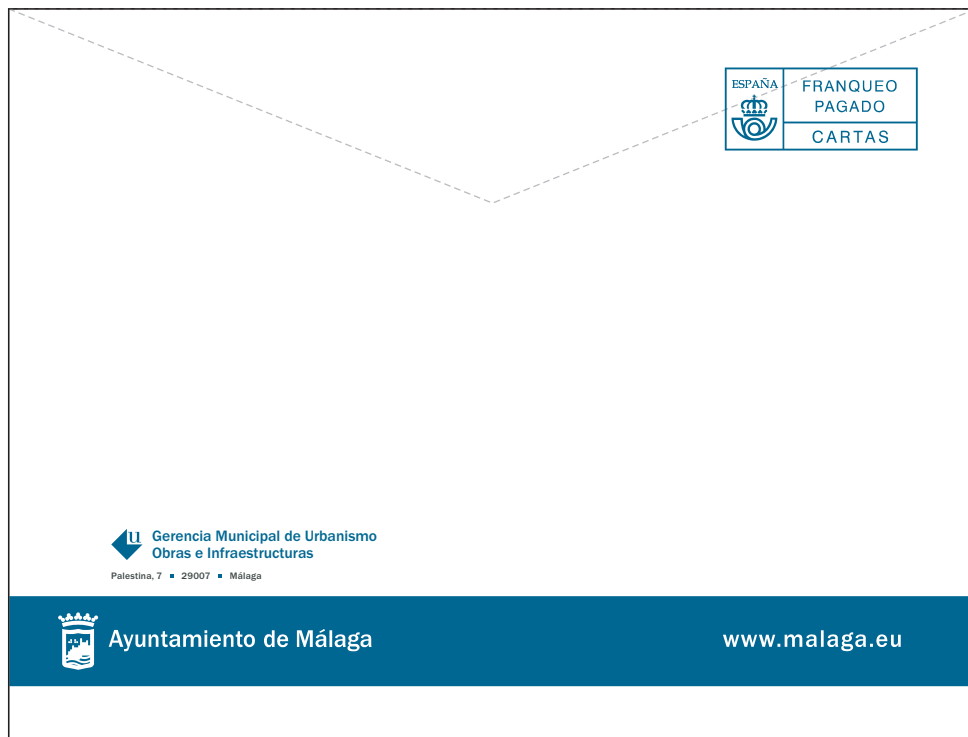 ESPAÑA
FRANQUEO
PAGADO
CARTAS
u
Gerencia Municipal de Urbanismo
Obras e Infraestructuras
Palestina, 7 ▪ 29007 ▪ Málaga
Ayuntamiento de Málaga
www.malaga.eu